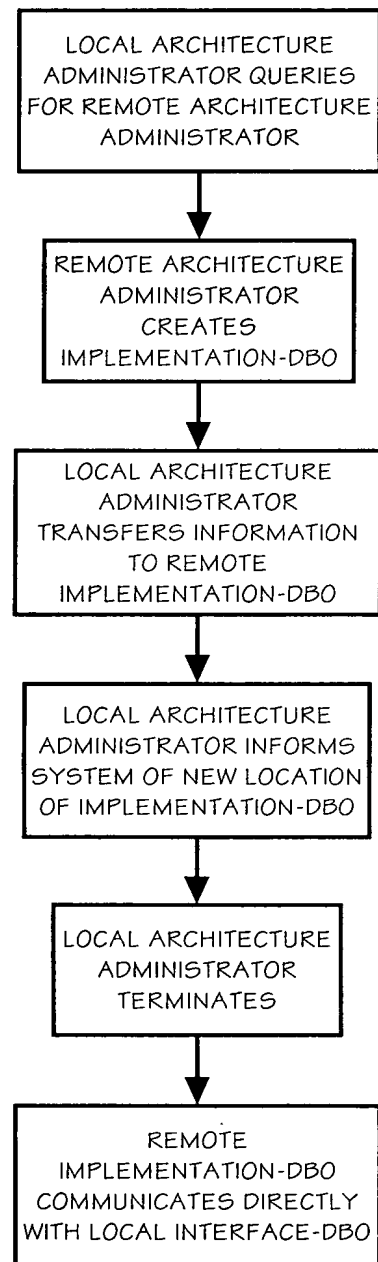 LOCAL ARCHITECTURE
ADMINISTRATOR QUERIES
FOR REMOTE ARCHITECTURE
ADMINISTRATOR
REMOTE ARCHITECTURE
ADMINISTRATOR
CREATES
IMPLEMENTATION-DBO
LOCAL ARCHITECTURE
ADMINISTRATOR
TRANSFERS INFORMATION
TO REMOTE
IMPLEMENTATION-DBO
LOCAL ARCHITECTURE
ADMINISTRATOR INFORMS
SYSTEM OF NEW LOCATION
OF IMPLEMENTATION-DBO
LOCAL ARCHITECTURE
ADMINISTRATOR
TERMINATES
REMOTE
IMPLEMENTATION-DBO
COMMUNICATES DIRECTLY
WITH LOCAL INTERFACE-DBO